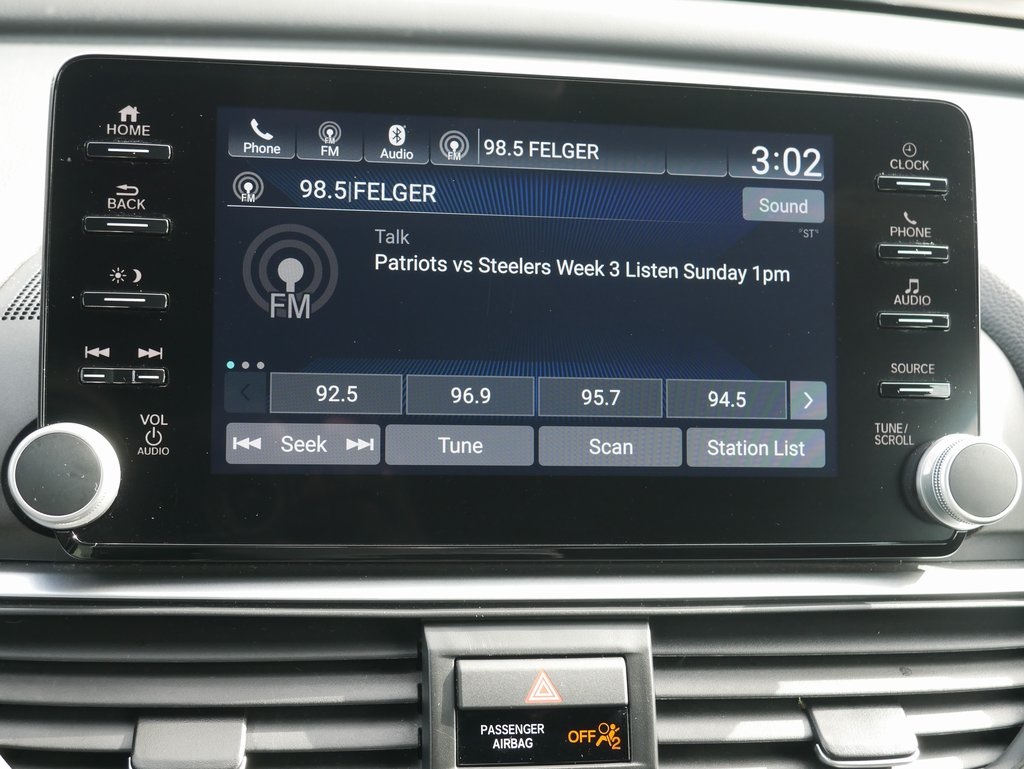 HOME
BACK
VOL
AUDIO
Phone
FM
Audio
FM
98.5 FELGER
3:02
FM
98.5|FELGER
Sound
"ST"
Talk
Patriots vs Steelers Week 3 Listen Sunday 1pm
FM
92.5
96.9
95.7
94.5
Seek
Tune
Scan
Station List
CLOCK
PHONE
AUDIO
SOURCE
TUNE/
SCROLL
PASSENGER
AIRBAG
OFF
2